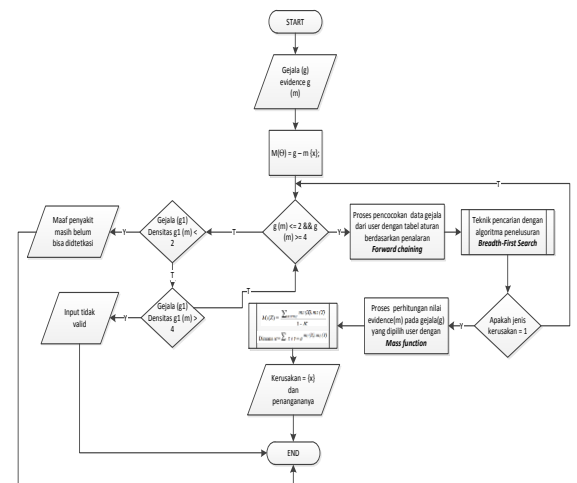 START
Gejala (g)
evidence g
(m)
M(Θ) = g – m {x};
T
g (m) <= 2 && g
(m) >= 4
T
Y
Gejala (g1)
Densitas g1 (m) <
2
Y
Maaf penyakit
masih belum
bisa didtetkasi
T
Gejala (g1)
Densitas g1 (m) >
4
T
Y
Input tidak
valid
Proses pencocokan data gejala
dari user dengan tabel aturan
berdasarkan penalaran
Forward chaining
Teknik pencarian dengan
algoritma penelusuran
Breadth-First Search
Apakah jenis
kerusakan = 1
T
Y
Proses perhitungan nilai
evidence(m) pada gejala(g)
yang dipilih user dengan
Mass function
Kerusakan = {x}
dan
penangananya
END